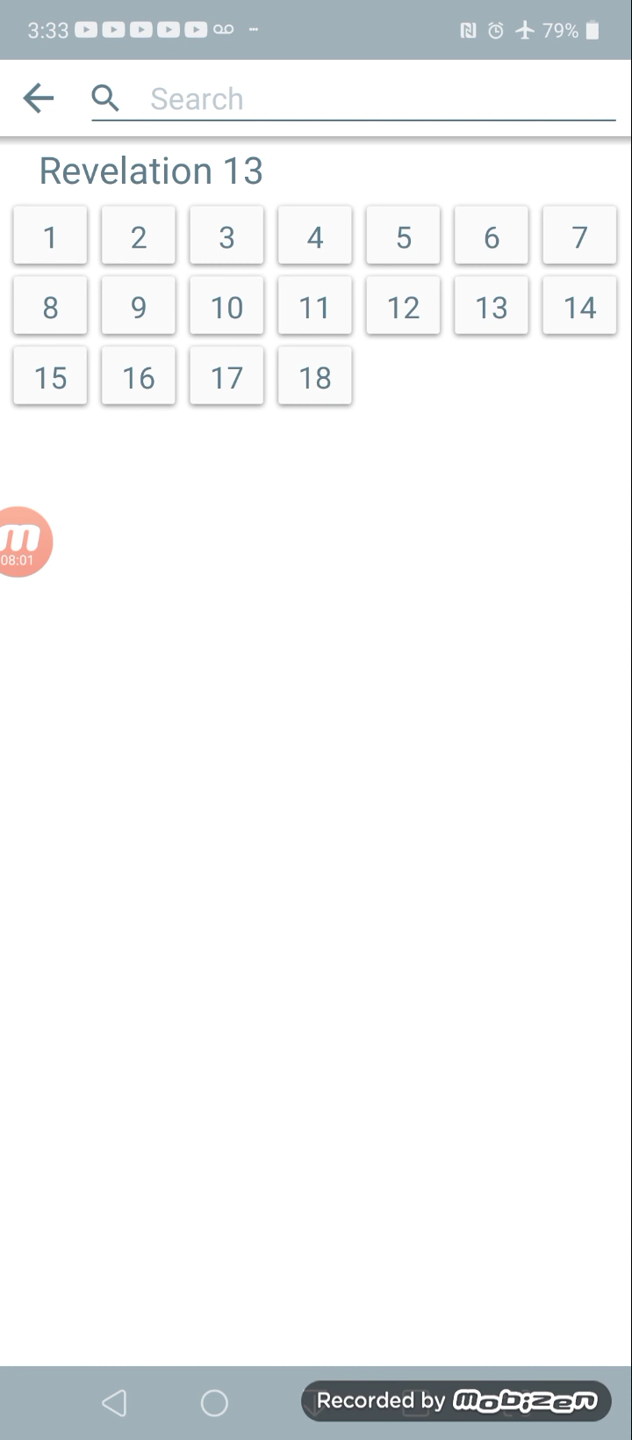 3:33 79%
Search
Revelation 13
1 2 3 4 5 6 7
8 9 10 11 12 13 14
15 16 17 18
m
08:01
Recorded by mobizen